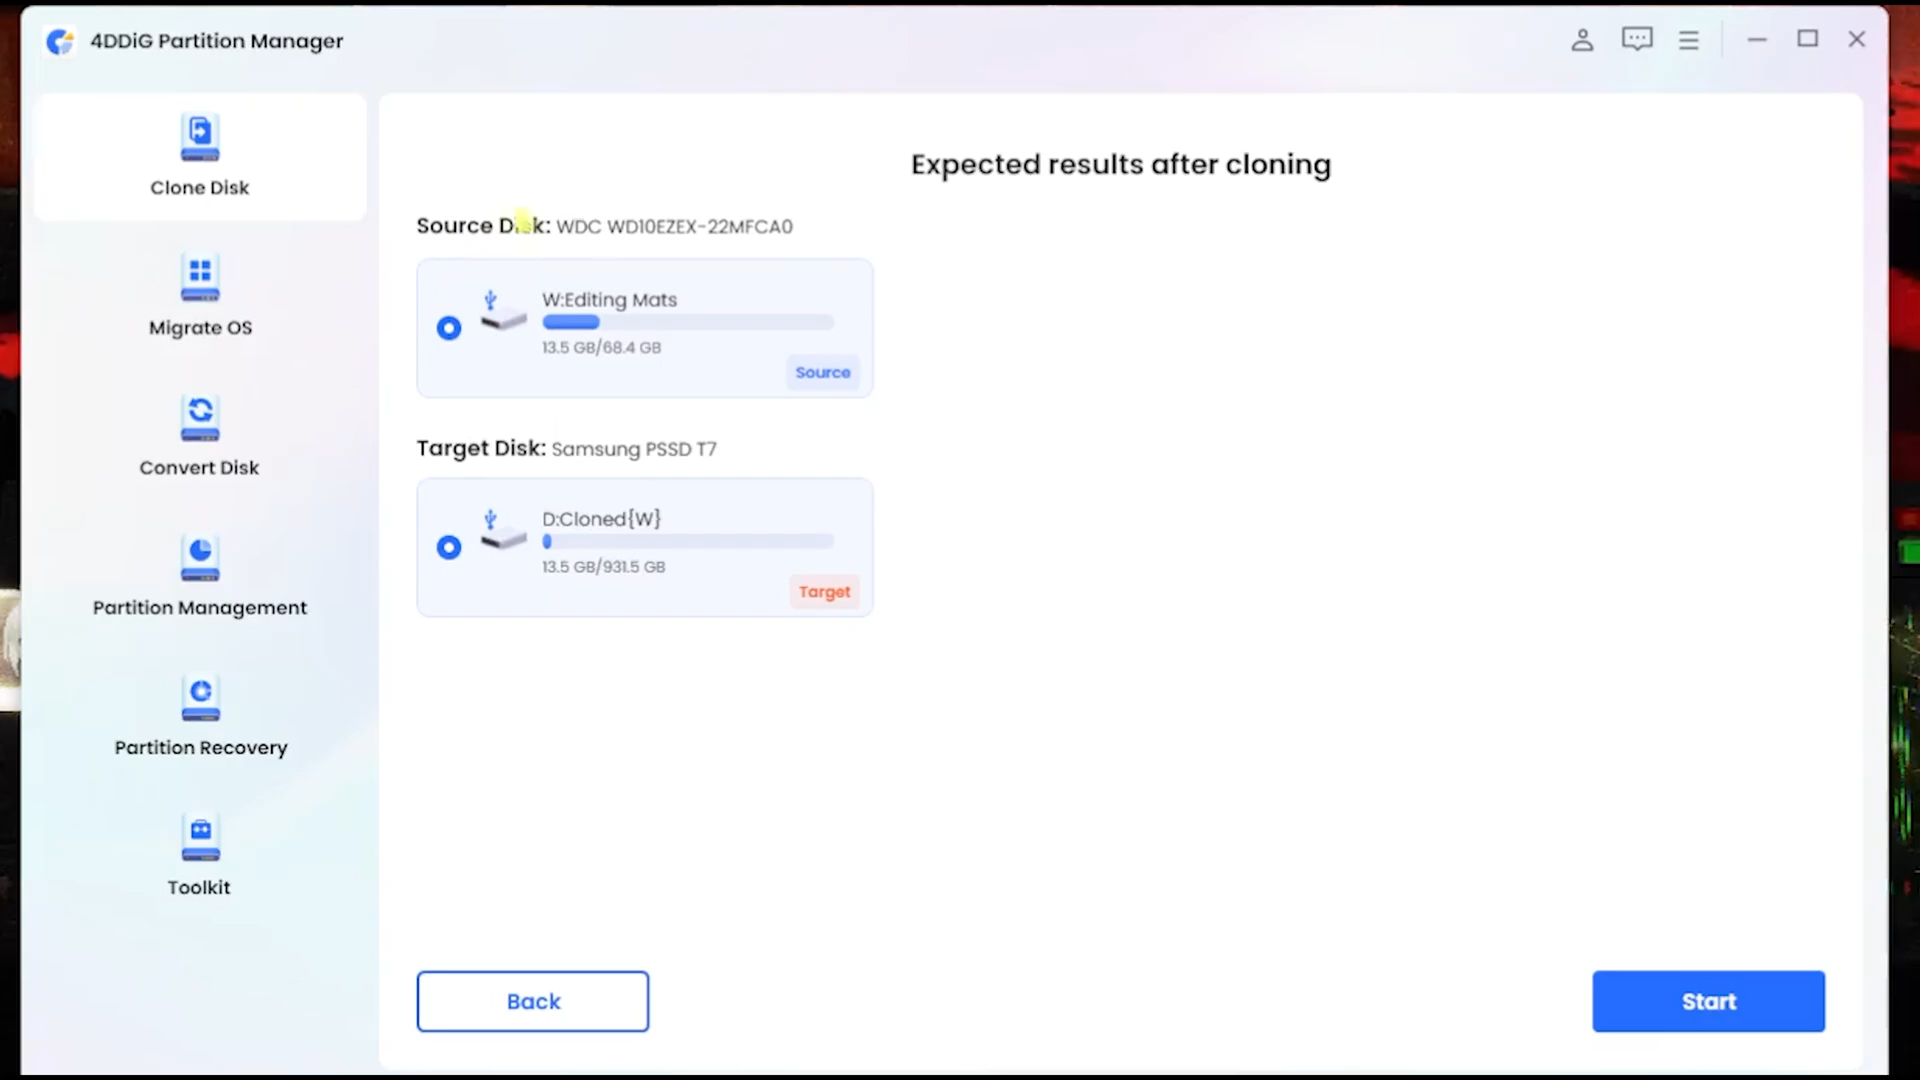 4DDiG Partition Manager
Clone Disk
Migrate OS
Convert Disk
Partition Management
Partition Recovery
Toolkit
Expected results after cloning
Source Disk: WDC WD10EZEX-22MFCA0
W:Editing Mats
13.5 GB/68.4 GB
Source
Target Disk: Samsung PSSD T7
D:Cloned{W}
13.5 GB/931.5 GB
Target
Back
Start